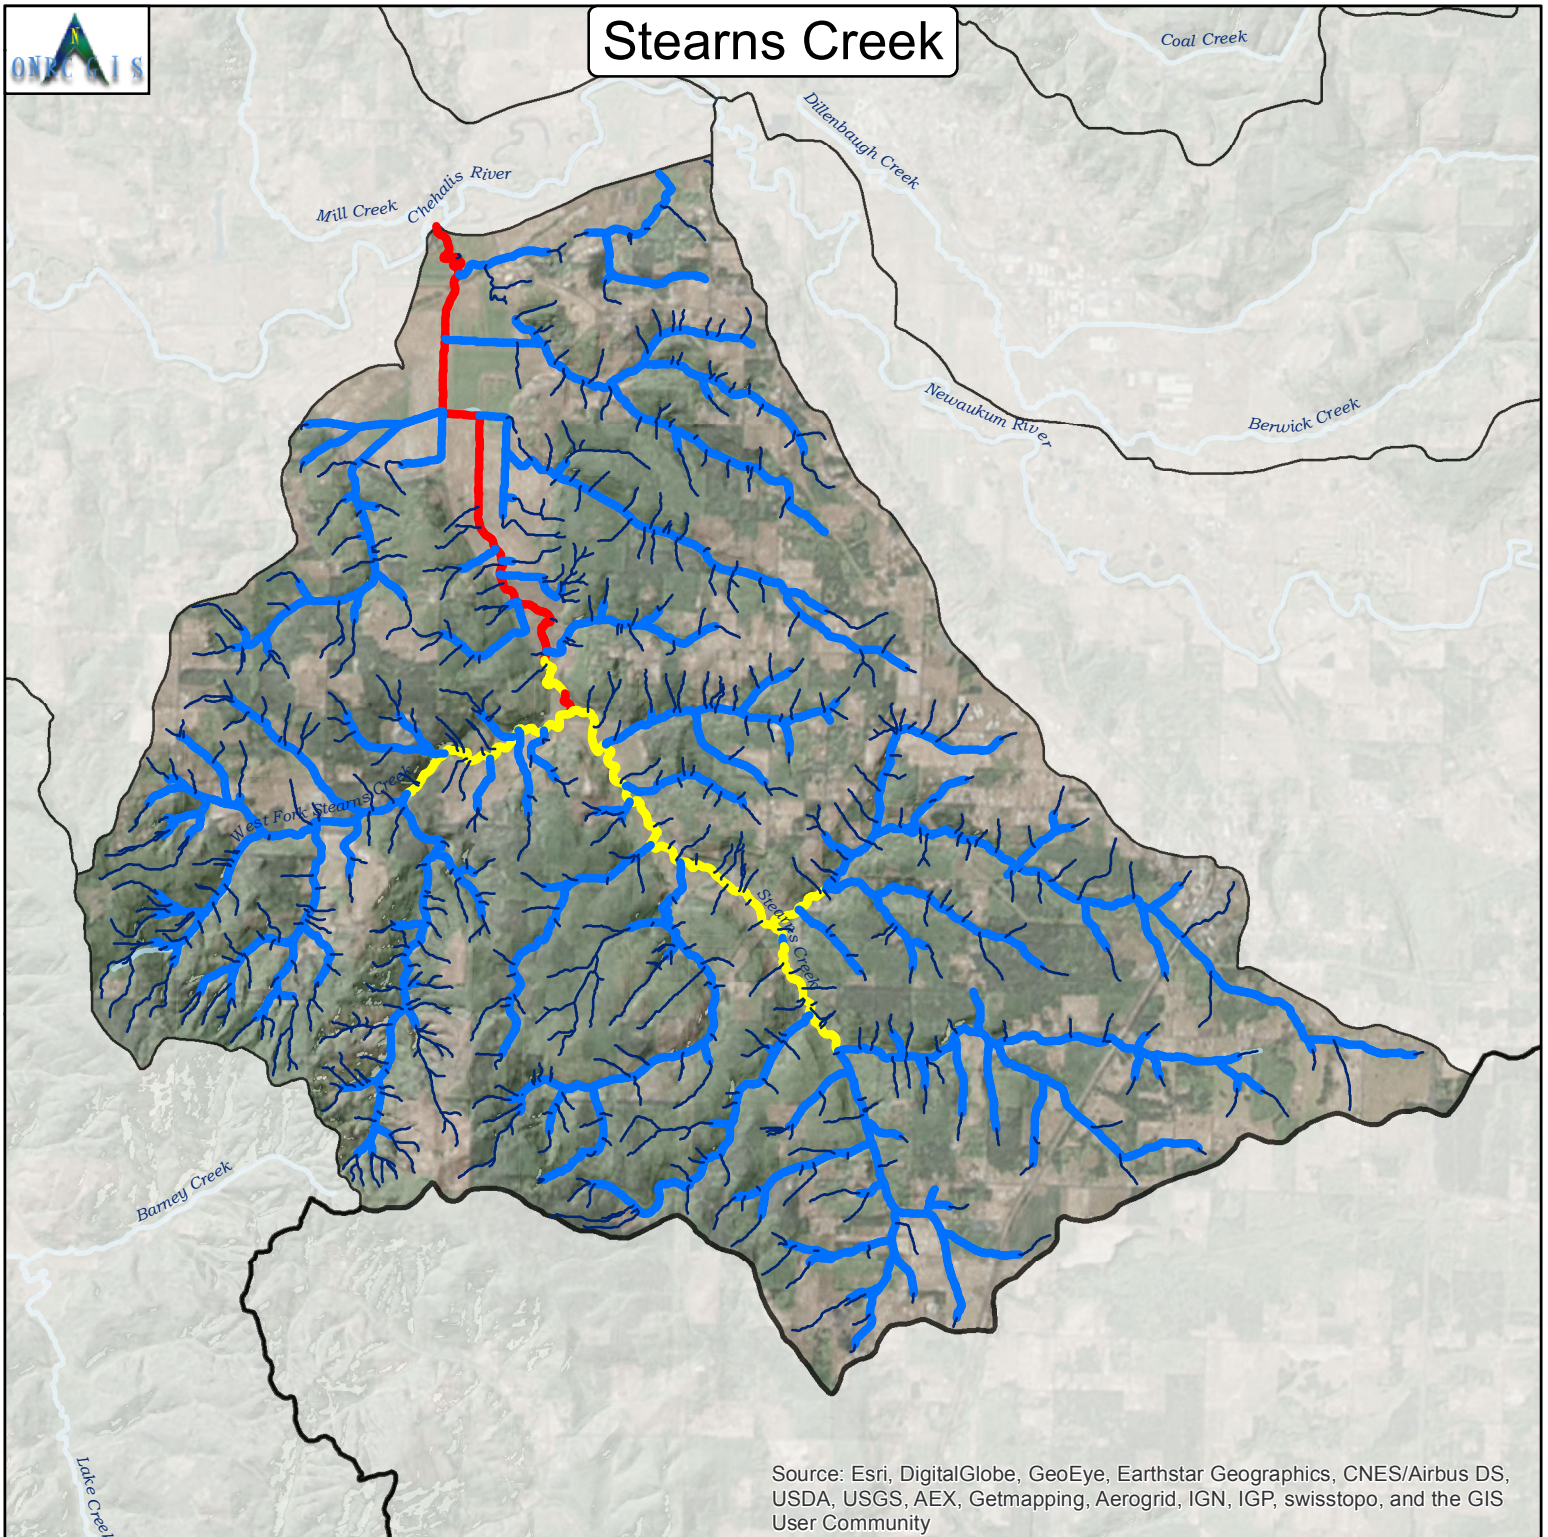 N
ONRC GIS
Stearns Creek
Coal Creek
Dillenbaugh Creek
Chehalis River
Mill Creek
Newaukum River
Berwick Creek
West Fork Stearns Creek
Stearns Creek
Barney Creek
Lake Creek
Source: Esri, DigitalGlobe, GeoEye, Earthstar Geographics, CNES/Airbus DS,
USDA, USGS, AEX, Getmapping, Aerogrid, IGN, IGP, swisstopo, and the GIS
User Community